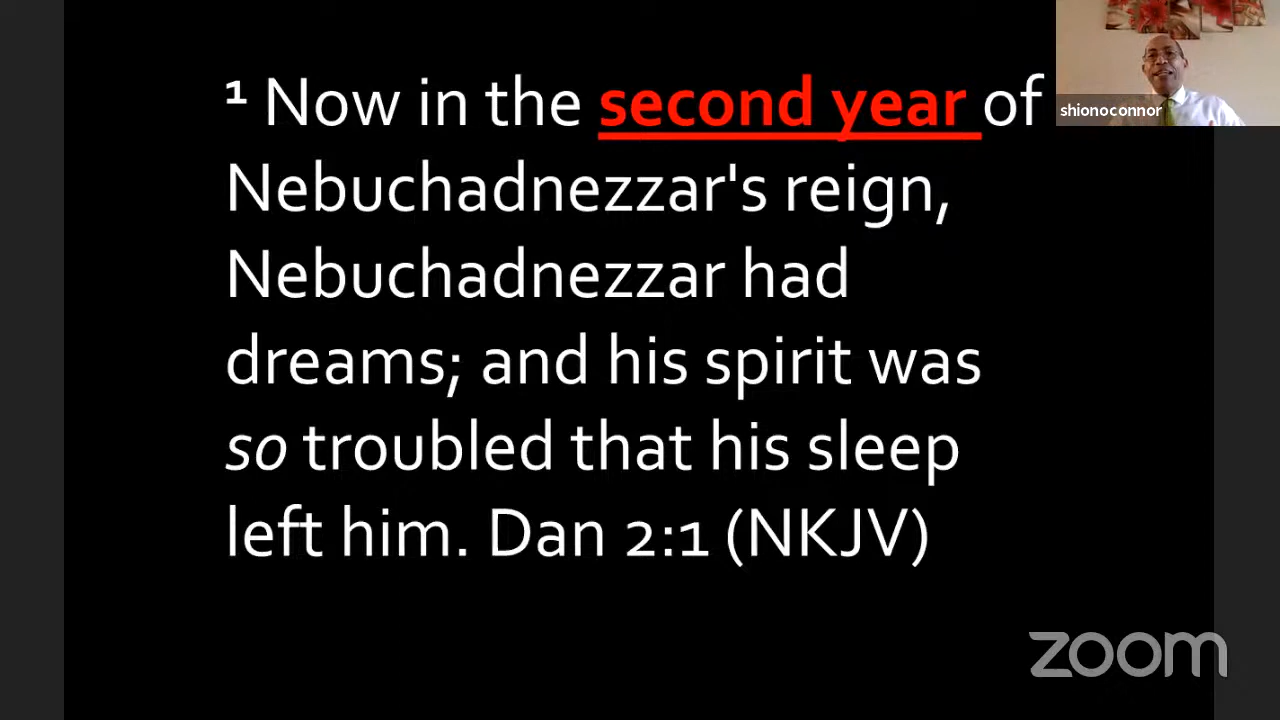 ¹ Now in the second year of
Nebuchadnezzar's reign,
Nebuchadnezzar had
dreams; and his spirit was
so troubled that his sleep
left him. Dan 2:1 (NKJV)
shionoconnor
zoom